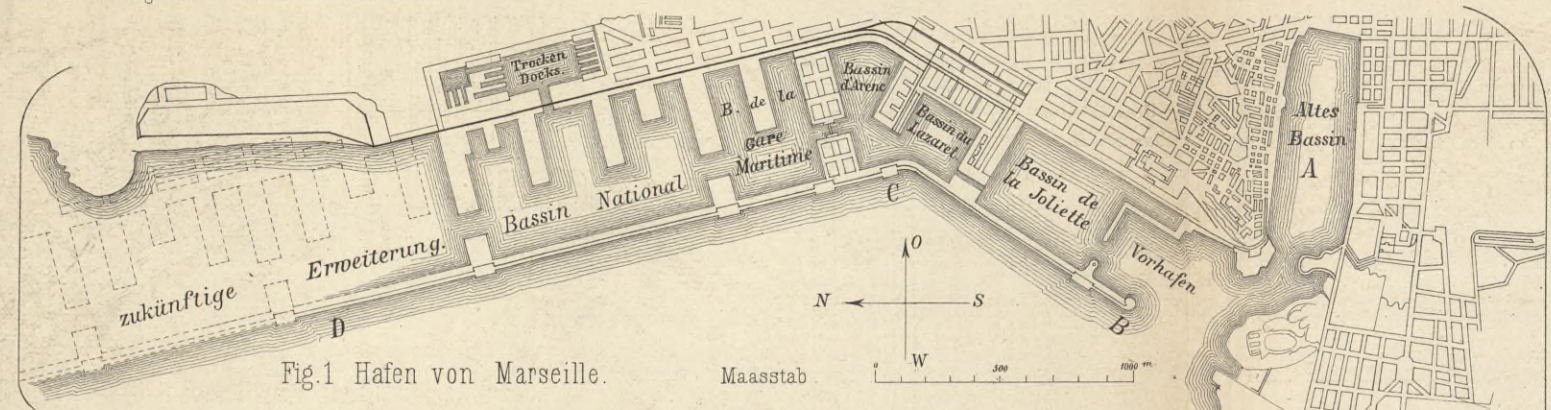 Trocken
Docks.
B. de la
Gare
Maritime
Bassin
d'Arenc
Bassin du
Lazaret.
Bassin de
la Joliette
Altes
Bassin
A
Bassin National
C
Vorhafen
B
zukünftige Erweiterung.
D
O
N S
W
Fig.1 Hafen von Marseille.
Maasstab
0 500 1000 m